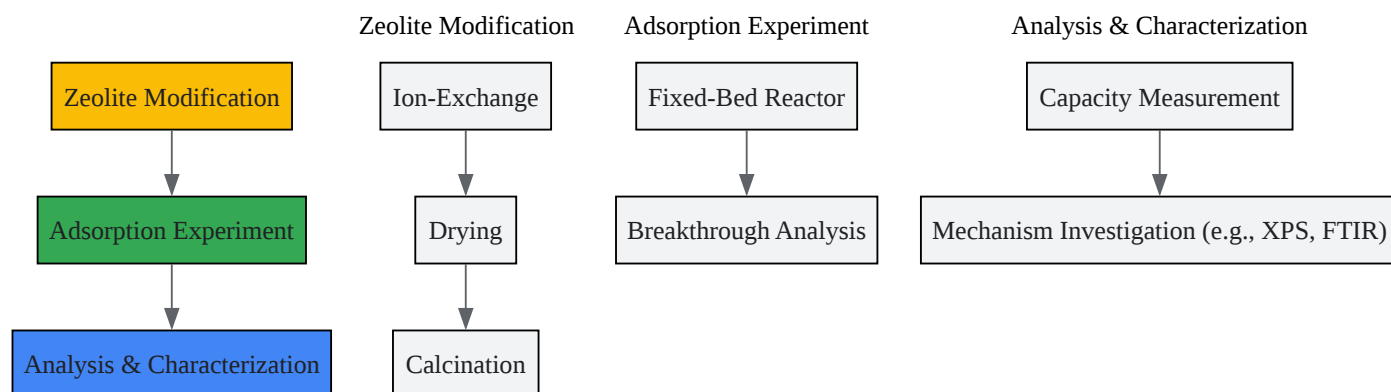 Zeolite Modification
Adsorption Experiment
Analysis & Characterization
Zeolite Modification
Ion-Exchange
Drying
Calcination
Adsorption Experiment
Fixed-Bed Reactor
Breakthrough Analysis
Analysis & Characterization
Capacity Measurement
Mechanism Investigation (e.g., XPS, FTIR)